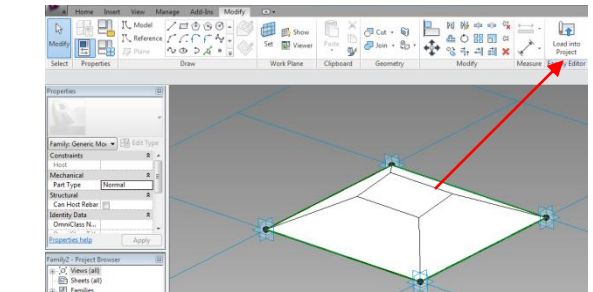 Home Insert View Manage Add-Ins Modify
Modify
Model
Reference
Plane
Set
Show
Viewer
Paste
Cut
Join
Load into
Project
Select Properties Draw Work Plane Clipboard Geometry Modify Measure Family Editor
Properties
Family: Generic Mo Edit Type
Constraints
Host
Mechanical
Part Type Normal
Structural
Can Host Rebar
Identity Data
OmniClass N...
Properties help Apply
Family2 - Project Browser
Views (all)
Sheets (all)
Families